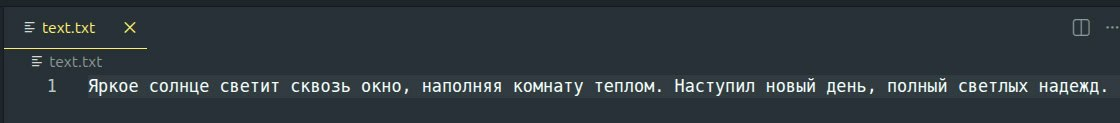 text.txt
text.txt
1 Яркое солнце светит сквозь окно, наполняя комнату теплом. Наступил новый день, полный светлых надежд.